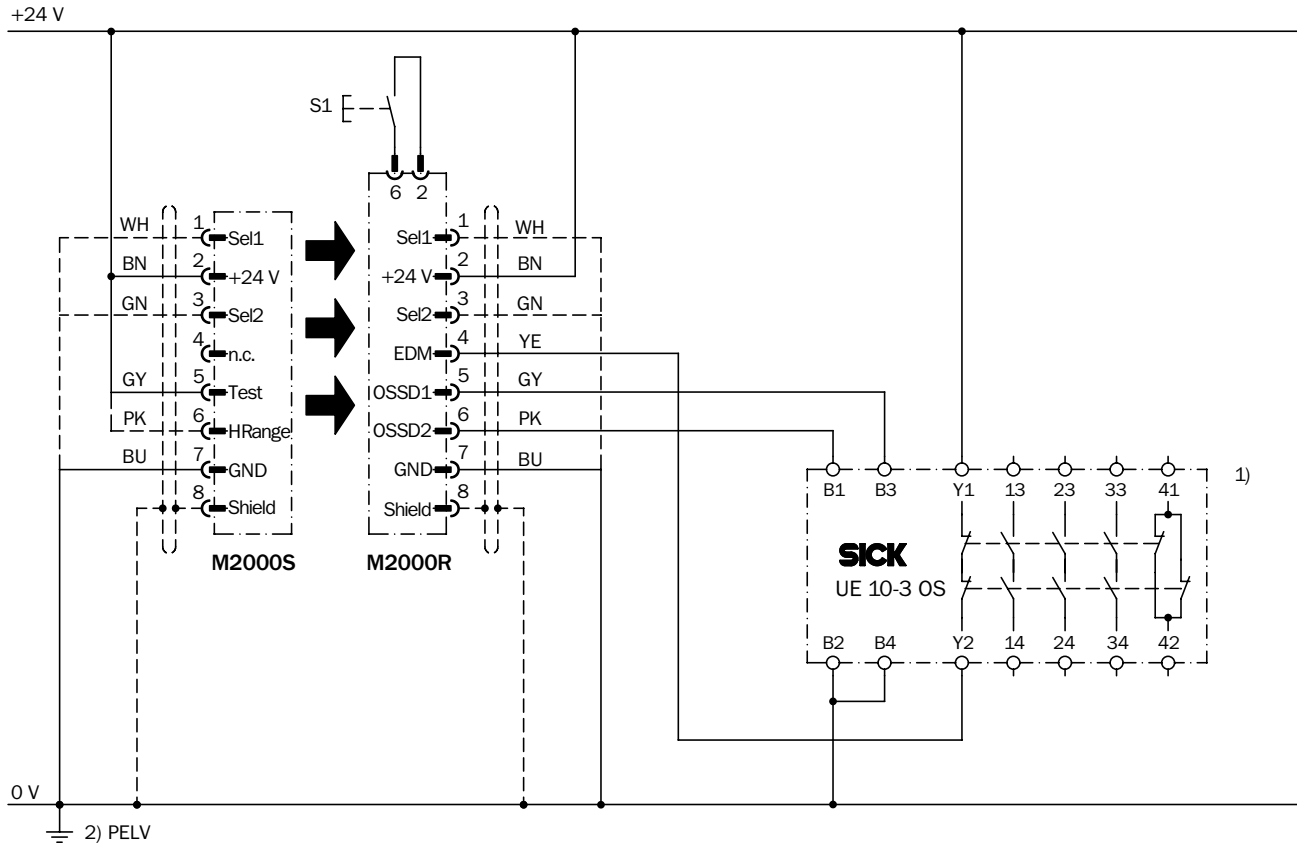 +24 V
S1
6 2
WH 1 Sel1
BN 2 +24 V
GN 3 Sel2
4 n.c.
GY 5 Test
PK 6 HRange
BU 7 GND
8 Shield
M2000S
Sel1 1 WH
+24 V 2 BN
Sel2 3 GN
EDM 4 YE
OSSD1 5 GY
OSSD2 6 PK
GND 7 BU
Shield 8
M2000R
B1 B3 Y1 13 23 33 41
1)
SICK
UE 10-3 OS
B2 B4 Y2 14 24 34 42
0 V
2) PELV